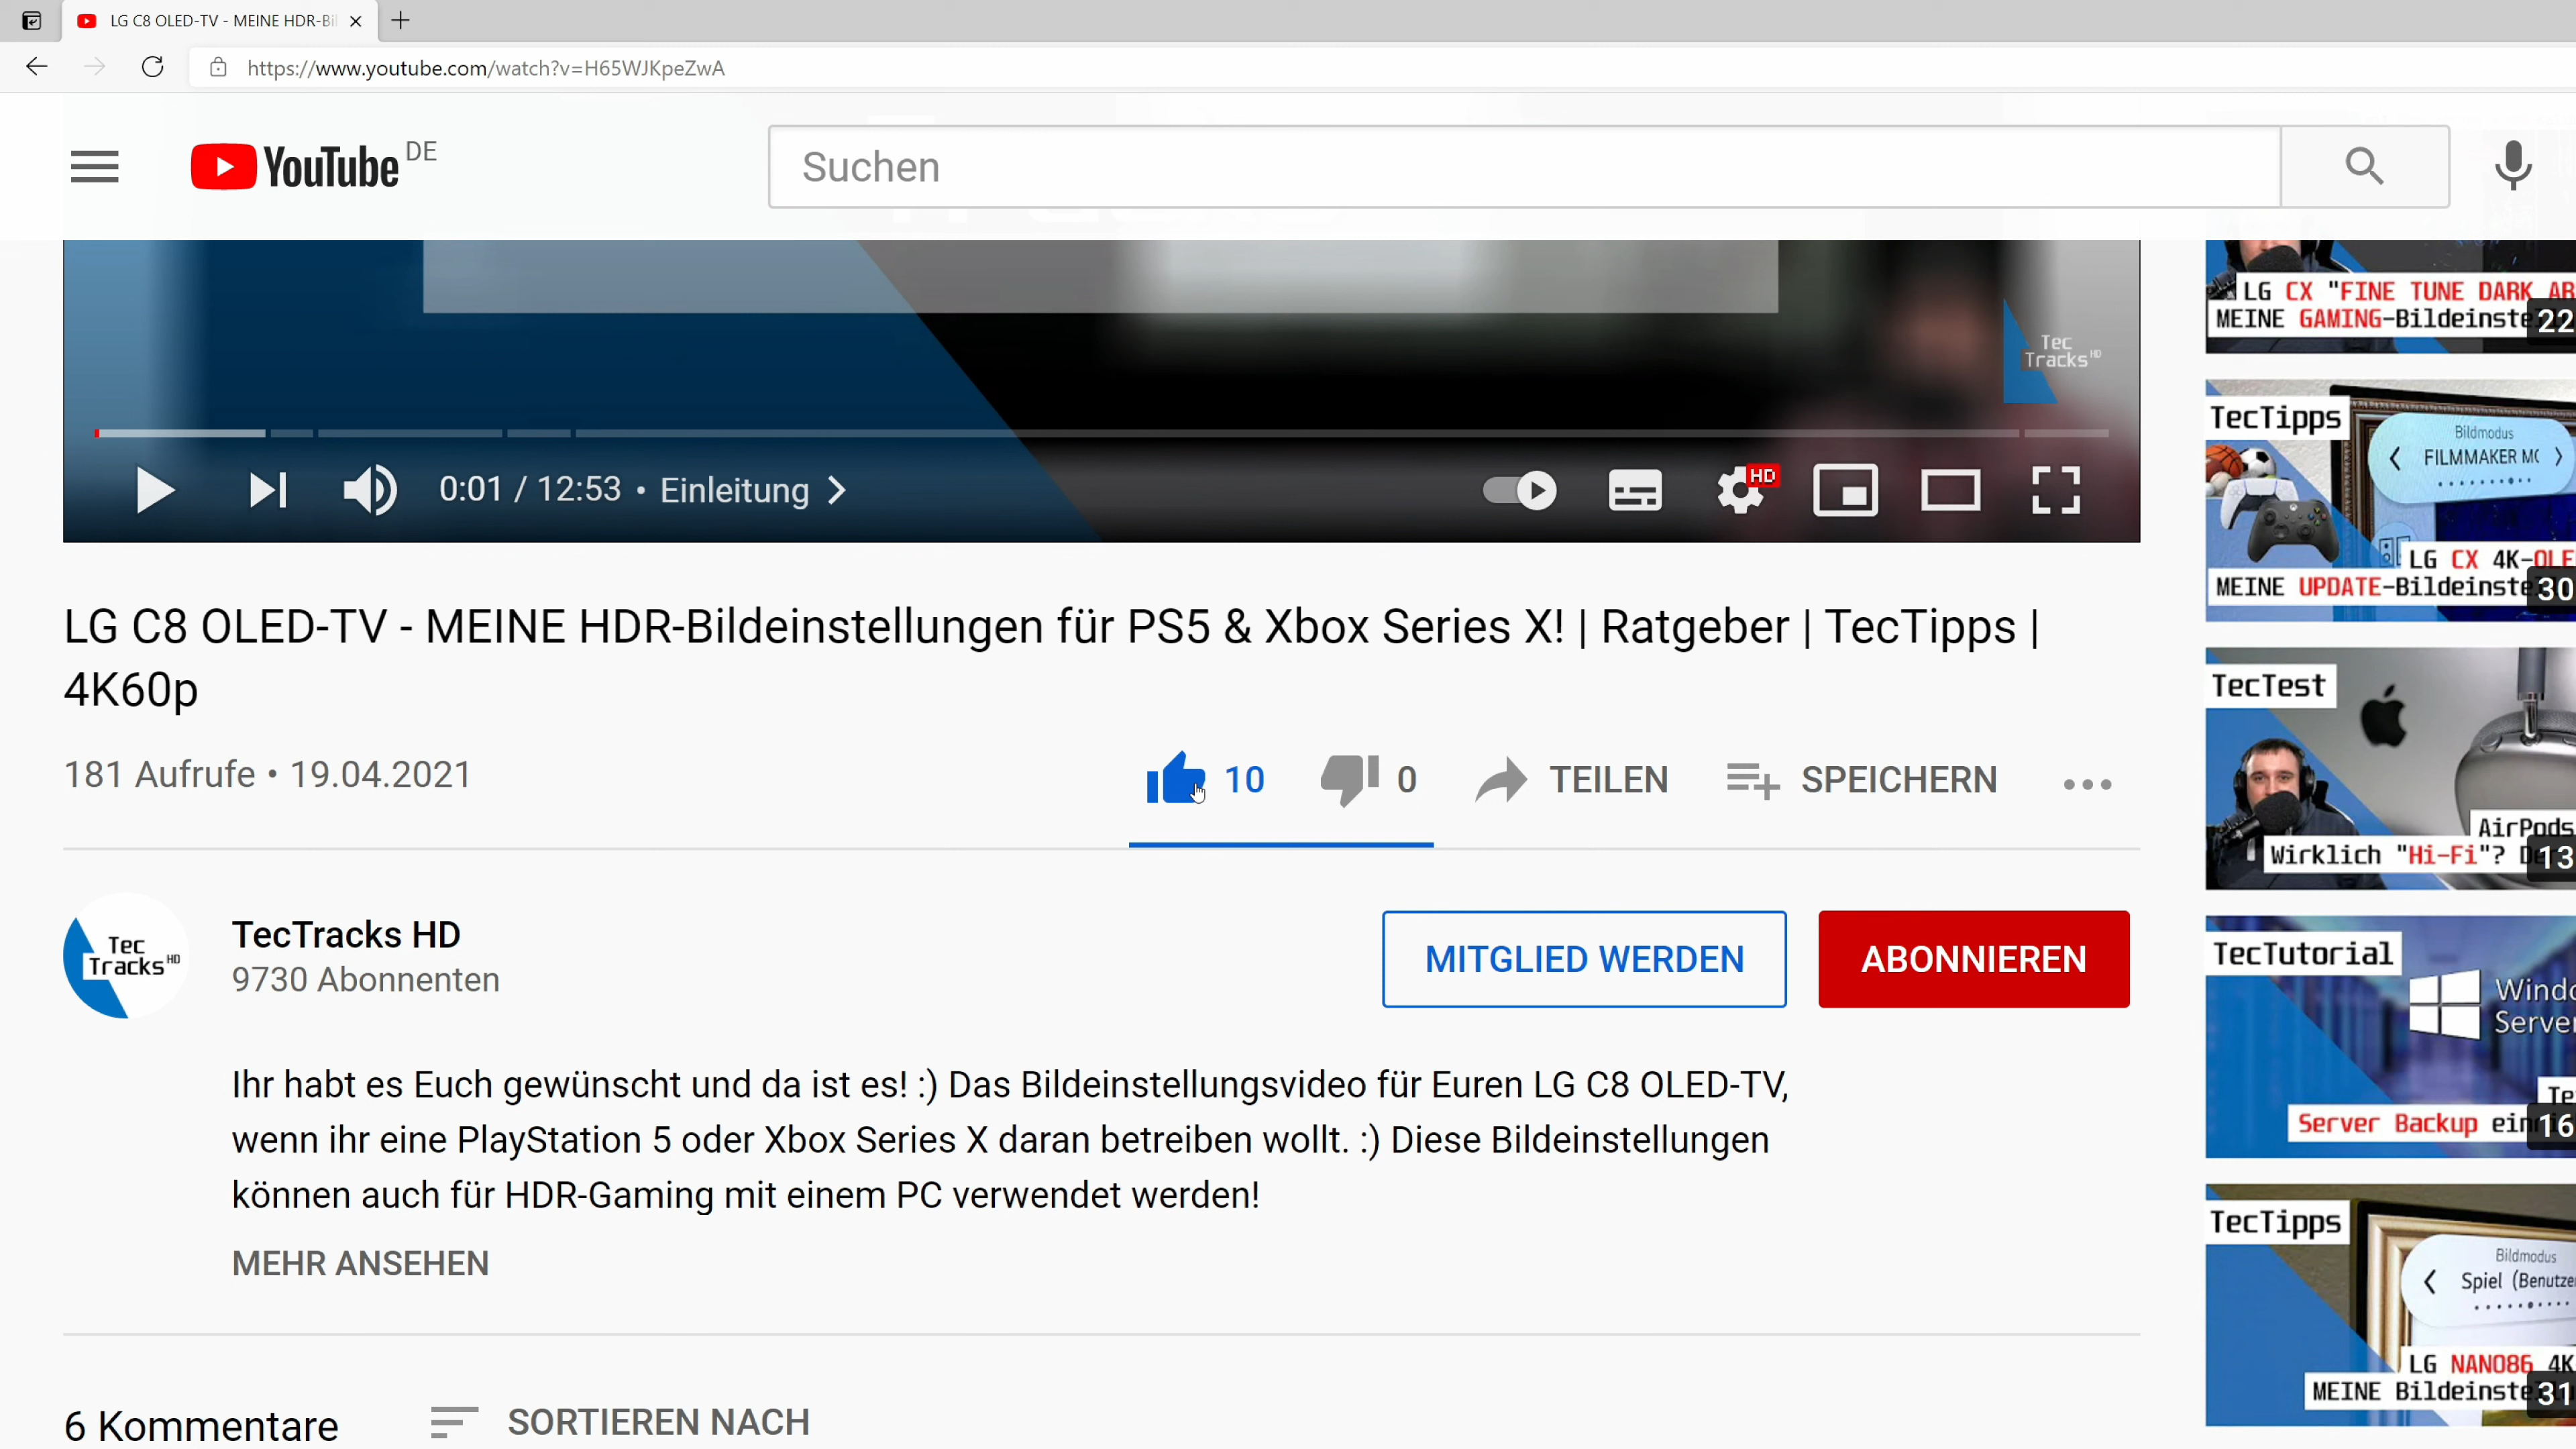 LG C8 OLED-TV - MEINE HDR-Bil
https://www.youtube.com/watch?v=H65WJKpeZwA
YouTube DE
Suchen
Tec
Tracks HD
0:01 / 12:53 • Einleitung
HD
LG C8 OLED-TV - MEINE HDR-Bildeinstellungen für PS5 & Xbox Series X! | Ratgeber | TecTipps |
4K60p
181 Aufrufe • 19.04.2021
10
0
TEILEN
SPEICHERN
Tec
Tracks HD
TecTracks HD
9730 Abonnenten
MITGLIED WERDEN
ABONNIEREN
Ihr habt es Euch gewünscht und da ist es! :) Das Bildeinstellungsvideo für Euren LG C8 OLED-TV,
wenn ihr eine PlayStation 5 oder Xbox Series X daran betreiben wollt. :) Diese Bildeinstellungen
können auch für HDR-Gaming mit einem PC verwendet werden!
MEHR ANSEHEN
6 Kommentare
SORTIEREN NACH
LG CX "FINE TUNE DARK AR
MEINE GAMING-Bildeinste
22
TecTipps
Bildmodus
FILMMAKER MO
LG CX 4K-OLE
MEINE UPDATE-Bildeinste
30
TecTest
AirPods
Wirklich "Hi-Fi"?
13
TecTutorial
Windo
Server
Te
Server Backup ein
16
TecTipps
Bildmodus
Spiel (Benutze
LG NANO86 4K
MEINE Bildeinste
31